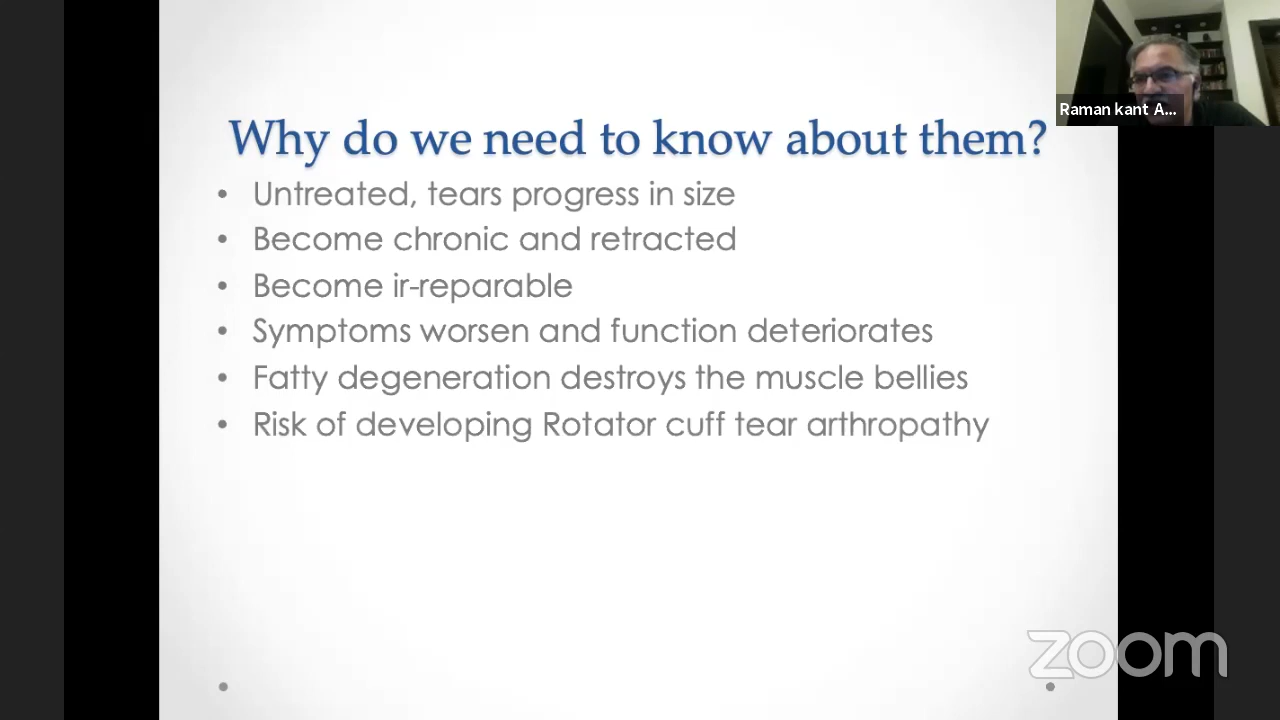 Raman kant A...
Why do we need to know about them?
• Untreated, tears progress in size
• Become chronic and retracted
• Become ir-reparable
• Symptoms worsen and function deteriorates
• Fatty degeneration destroys the muscle bellies
• Risk of developing Rotator cuff tear arthropathy
zoom